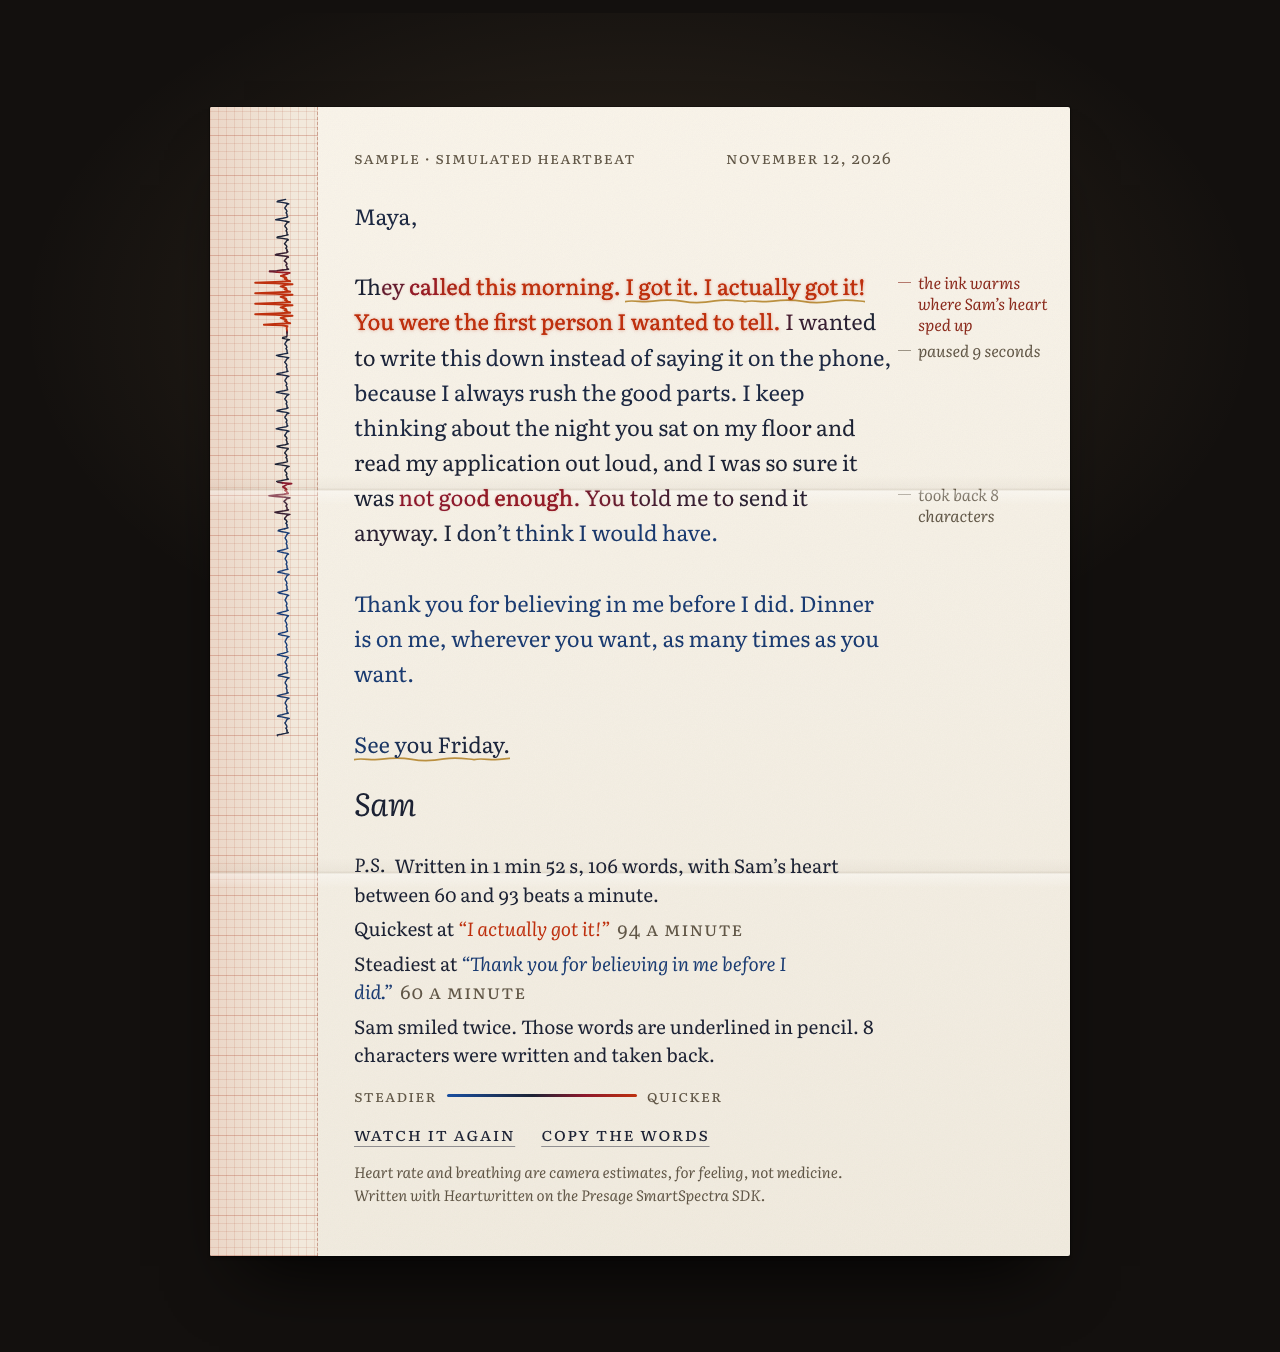 SAMPLE · SIMULATED HEARTBEAT
NOVEMBER 12, 2026
Maya,
They called this morning. I got it. I actually got it!
You were the first person I wanted to tell. I wanted
to write this down instead of saying it on the phone,
because I always rush the good parts. I keep
thinking about the night you sat on my floor and
read my application out loud, and I was so sure it
was not good enough. You told me to send it
anyway. I don’t think I would have.
the ink warms
where Sam’s heart
sped up
paused 9 seconds
took back 8
characters
Thank you for believing in me before I did. Dinner
is on me, wherever you want, as many times as you
want.
See you Friday.
Sam
P.S. Written in 1 min 52 s, 106 words, with Sam’s heart
between 60 and 93 beats a minute.
Quickest at “I actually got it!” 94 A MINUTE
Steadiest at “Thank you for believing in me before I
did.” 60 A MINUTE
Sam smiled twice. Those words are underlined in pencil. 8
characters were written and taken back.
STEADIER QUICKER
WATCH IT AGAIN COPY THE WORDS
Heart rate and breathing are camera estimates, for feeling, not medicine.
Written with Heartwritten on the Presage SmartSpectra SDK.